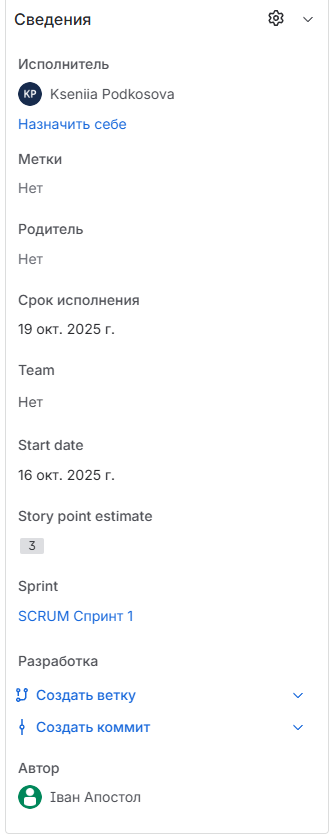 Сведения
Исполнитель
KP Kseniia Podkosova
Назначить себе
Метки
Нет
Родитель
Нет
Срок исполнения
19 окт. 2025 г.
Team
Нет
Start date
16 окт. 2025 г.
Story point estimate
3
Sprint
SCRUM Спринт 1
Разработка
Создать ветку
Создать коммит
Автор
Іван Апостол